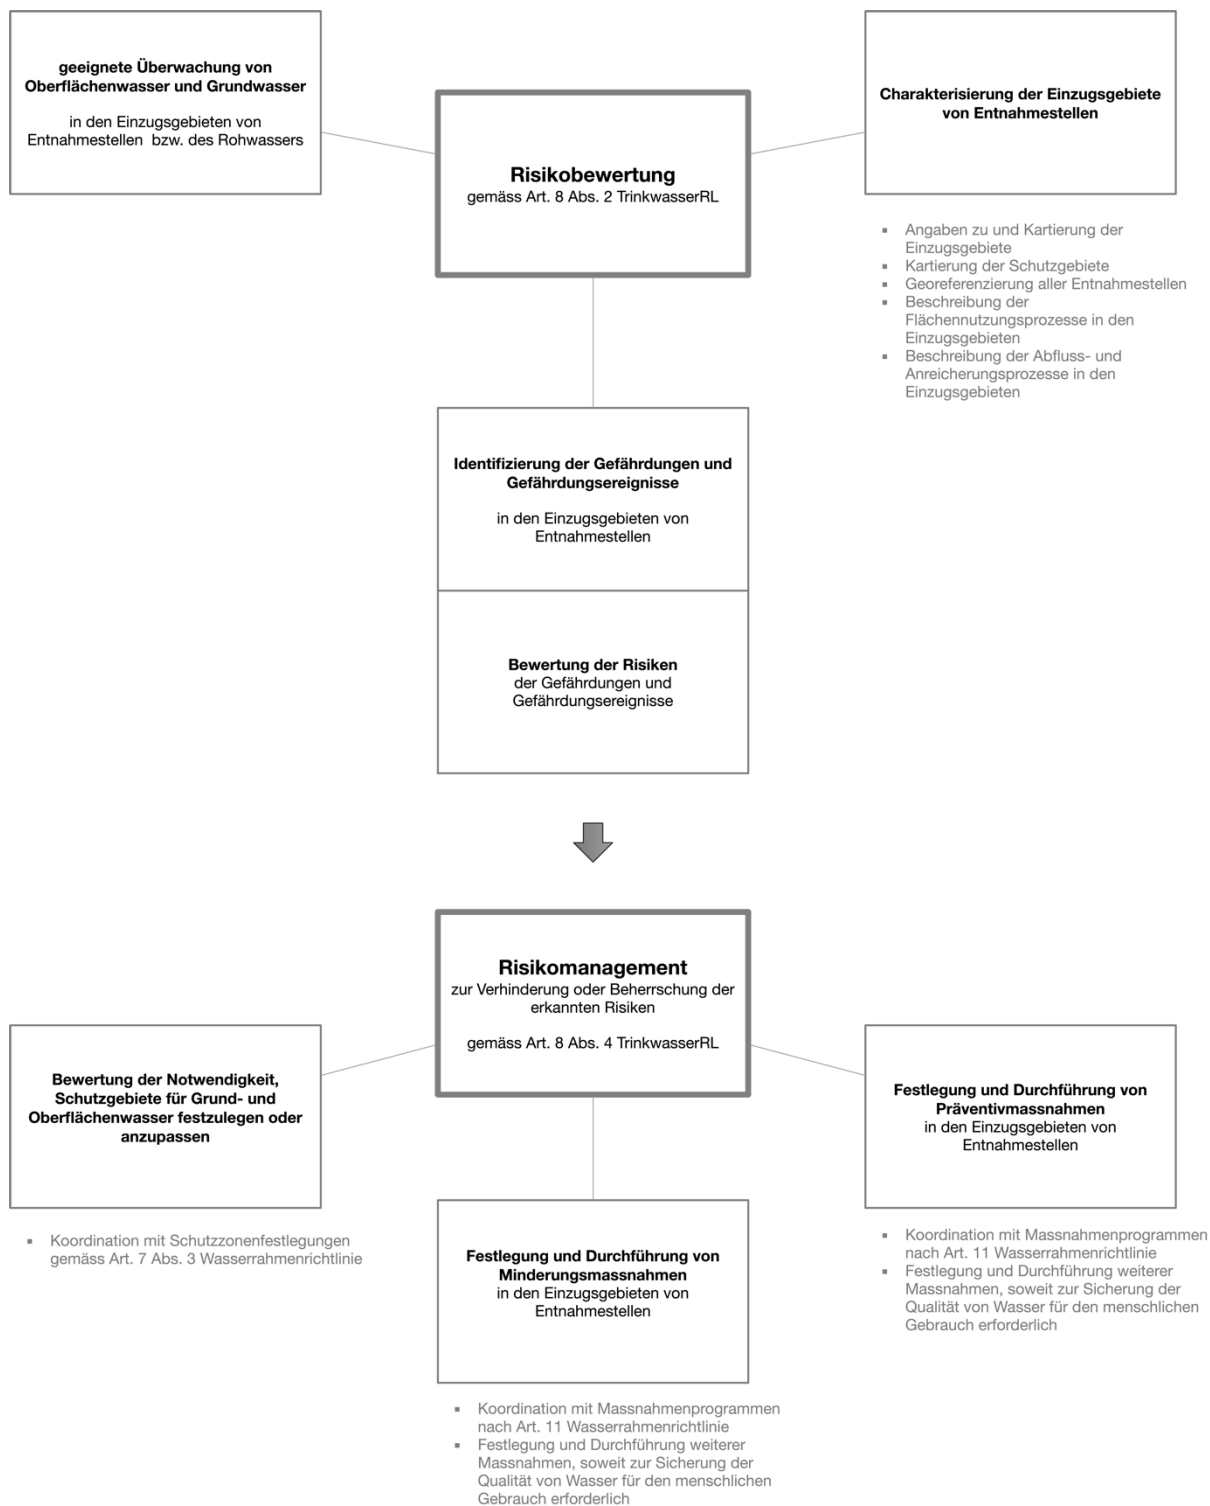 geeignete Überwachung von
Oberflächenwasser und Grundwasser
in den Einzugsgebieten von
Entnahmestellen bzw. des Rohwassers
Risikobewertung
gemäss Art. 8 Abs. 2 TrinkwasserRL
Charakterisierung der Einzugsgebiete
von Entnahmestellen
▪ Angaben zu und Kartierung der
Einzugsgebiete
▪ Kartierung der Schutzgebiete
▪ Georeferenzierung aller Entnahmestellen
▪ Beschreibung der
Flächennutzungsprozesse in den
Einzugsgebieten
▪ Beschreibung der Abfluss- und
Anreicherungsprozesse in den
Einzugsgebieten
Identifizierung der Gefährdungen und
Gefährdungsereignisse
in den Einzugsgebieten von
Entnahmestellen
Bewertung der Risiken
der Gefährdungen und
Gefährdungsereignisse
Risikomanagement
zur Verhinderung oder Beherrschung der
erkannten Risiken
gemäss Art. 8 Abs. 4 TrinkwasserRL
Bewertung der Notwendigkeit,
Schutzgebiete für Grund- und
Oberflächenwasser festzulegen oder
anzupassen
▪ Koordination mit Schutzzonenfestlegungen
gemäss Art. 7 Abs. 3 Wasserrahmenrichtlinie
Festlegung und Durchführung von
Minderungsmassnahmen
in den Einzugsgebieten von
Entnahmestellen
▪ Koordination mit Massnahmenprogrammen
nach Art. 11 Wasserrahmenrichtlinie
▪ Festlegung und Durchführung weiterer
Massnahmen, soweit zur Sicherung der
Qualität von Wasser für den menschlichen
Gebrauch erforderlich
Festlegung und Durchführung von
Präventivmassnahmen
in den Einzugsgebieten von
Entnahmestellen
▪ Koordination mit Massnahmenprogrammen
nach Art. 11 Wasserrahmenrichtlinie
▪ Festlegung und Durchführung weiterer
Massnahmen, soweit zur Sicherung der
Qualität von Wasser für den menschlichen
Gebrauch erforderlich